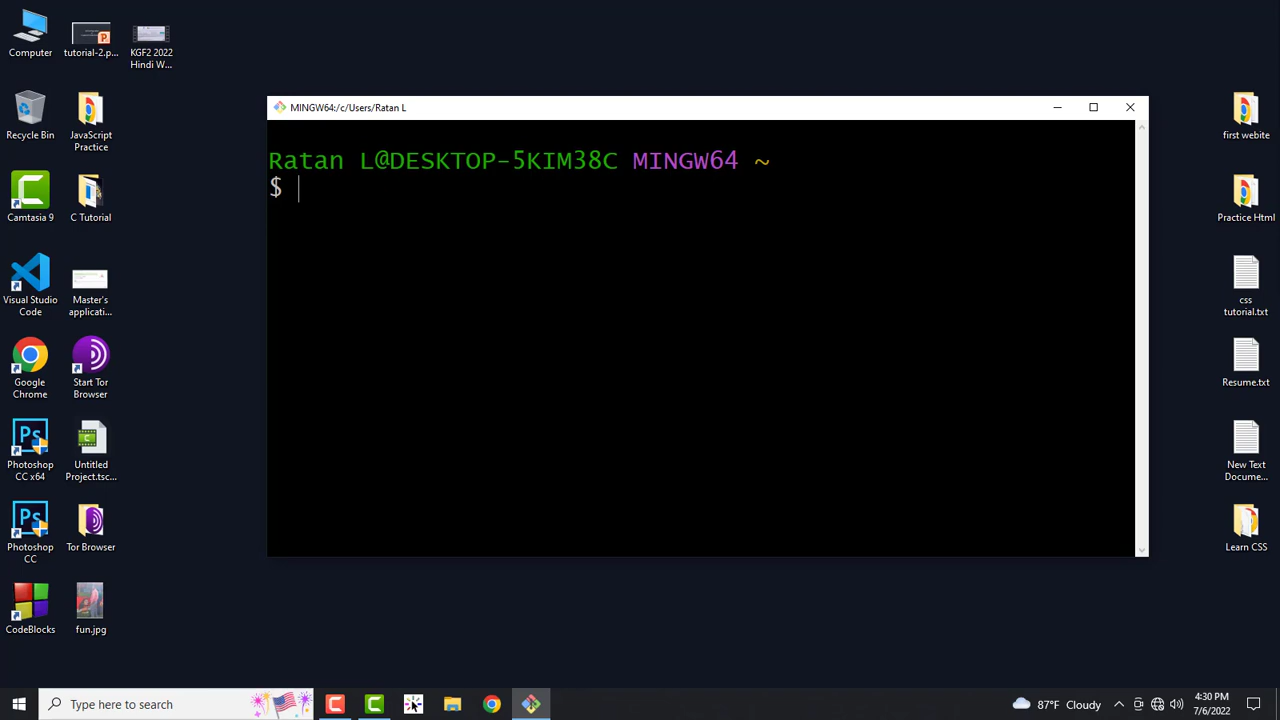 Computer
tutorial-2.p...
KGF2 2022
Hindi W...
Recycle Bin
JavaScript
Practice
Camtasia 9
C Tutorial
Visual Studio
Code
Master's
applicati...
Google
Chrome
Start Tor
Browser
Photoshop
CC x64
Untitled
Project.tsc...
Photoshop
CC
Tor Browser
CodeBlocks
fun.jpg
MINGW64:/c/Users/Ratan L
Ratan L@DESKTOP-5KIM38C MINGW64 ~
$
first webite
Practice Html
css
tutorial.txt
Resume.txt
New Text
Docume...
Learn CSS
Type here to search
87°F Cloudy
4:30 PM
7/6/2022